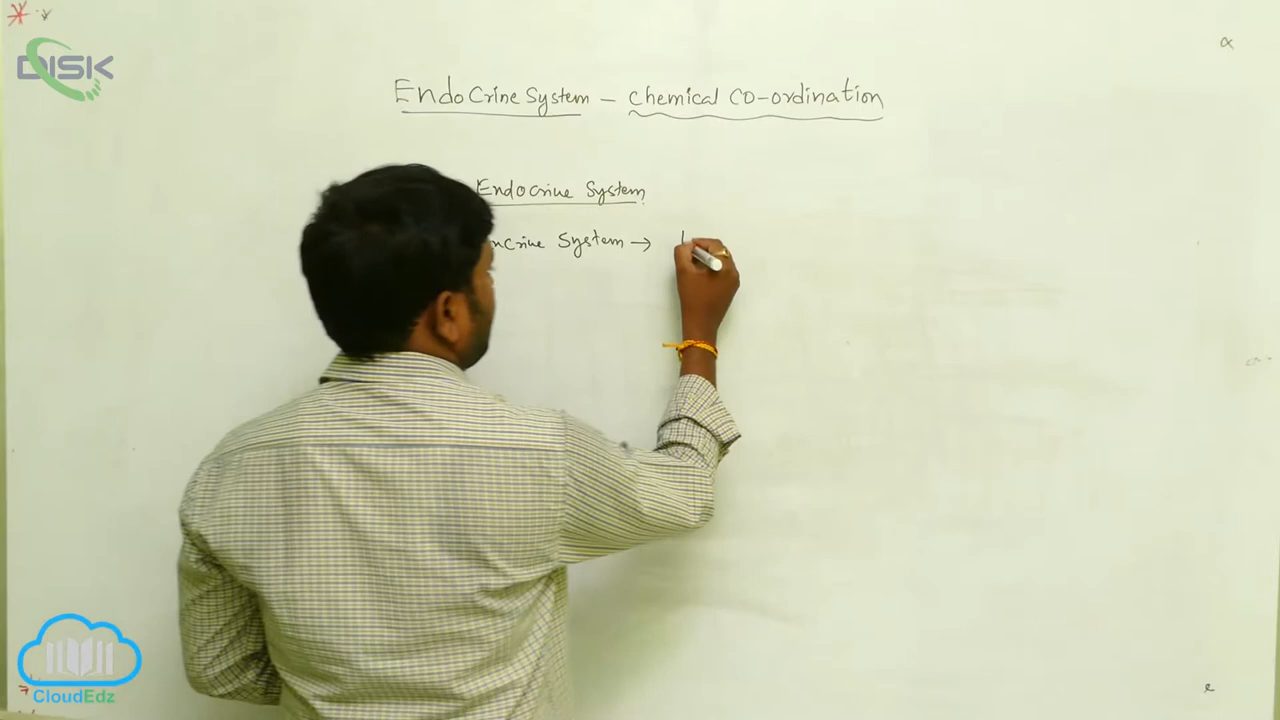 DISK
EndoCrine System – Chemical CO-ordination
Endocrine System
System →
CloudEdz